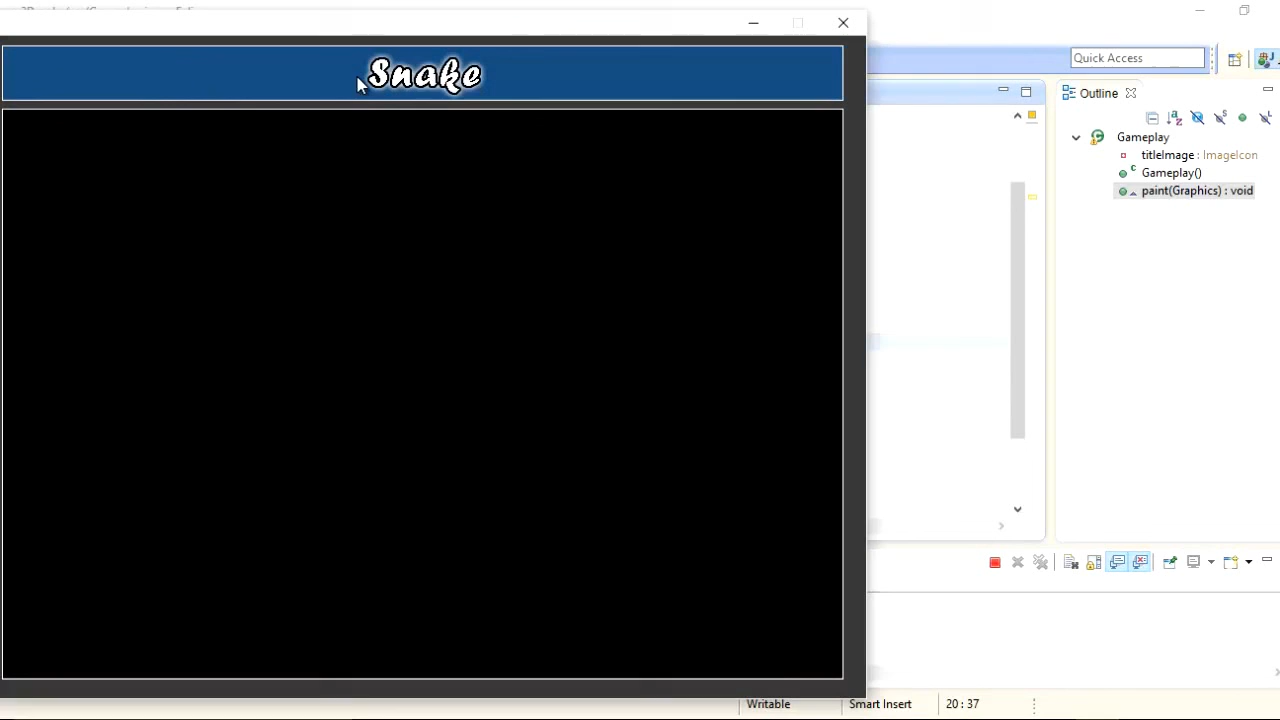 Snake
Quick Access
Outline
Gameplay
titleImage : ImageIcon
Gameplay()
paint(Graphics) : void
Writable
Smart Insert
20 : 37